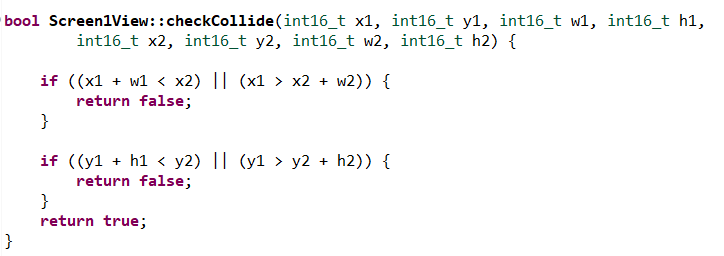 bool Screen1View::checkCollide(int16_t x1, int16_t y1, int16_t w1, int16_t h1,
        int16_t x2, int16_t y2, int16_t w2, int16_t h2) {

    if ((x1 + w1 < x2) || (x1 > x2 + w2)) {
        return false;
    }

    if ((y1 + h1 < y2) || (y1 > y2 + h2)) {
        return false;
    }
    return true;
}